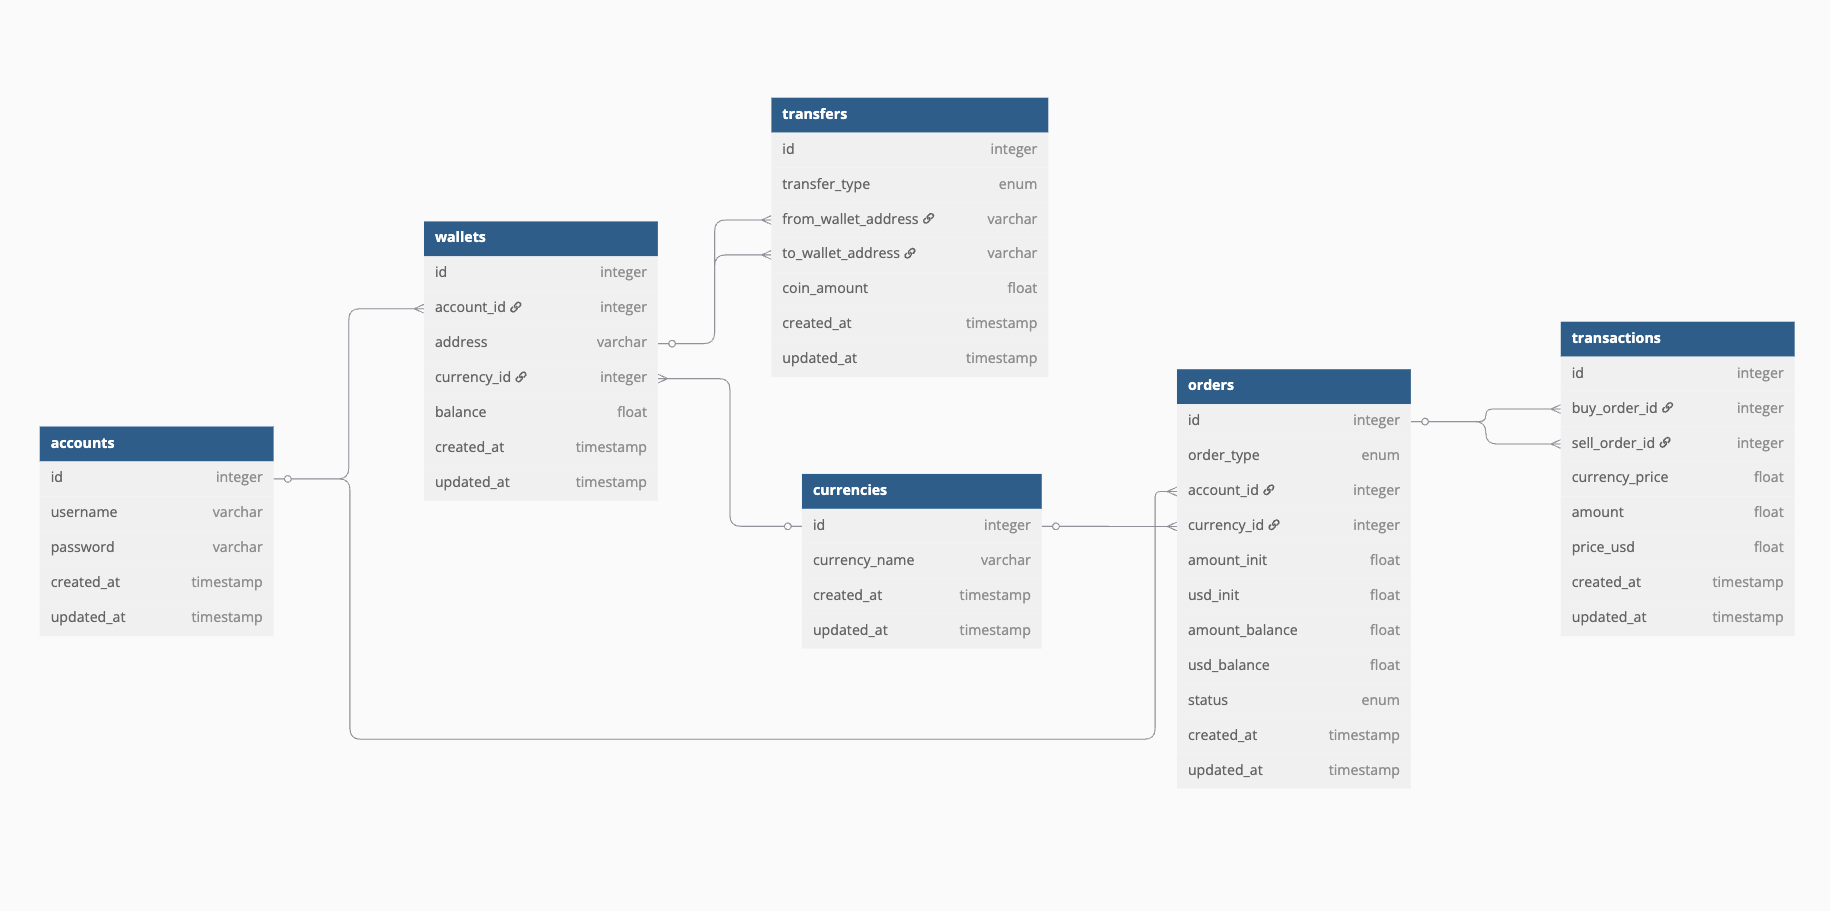 transfers
id integer
transfer_type enum
from_wallet_address varchar
to_wallet_address varchar
coin_amount float
created_at timestamp
updated_at timestamp
wallets
id integer
account_id integer
address varchar
currency_id integer
balance float
created_at timestamp
updated_at timestamp
accounts
id integer
username varchar
password varchar
created_at timestamp
updated_at timestamp
currencies
id integer
currency_name varchar
created_at timestamp
updated_at timestamp
orders
id integer
order_type enum
account_id integer
currency_id integer
amount_init float
usd_init float
amount_balance float
usd_balance float
status enum
created_at timestamp
updated_at timestamp
transactions
id integer
buy_order_id integer
sell_order_id integer
currency_price float
amount float
price_usd float
created_at timestamp
updated_at timestamp